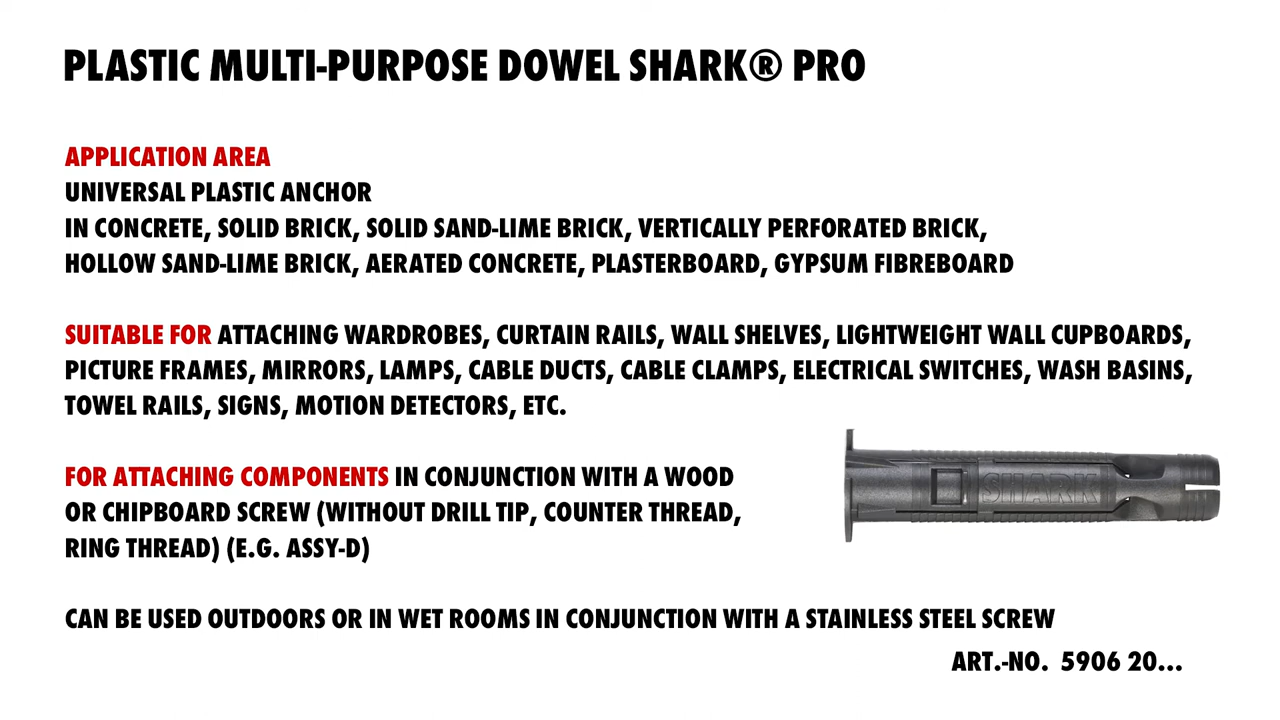 PLASTIC MULTI-PURPOSE DOWEL SHARK® PRO
APPLICATION AREA
UNIVERSAL PLASTIC ANCHOR
IN CONCRETE, SOLID BRICK, SOLID SAND-LIME BRICK, VERTICALLY PERFORATED BRICK,
HOLLOW SAND-LIME BRICK, AERATED CONCRETE, PLASTERBOARD, GYPSUM FIBREBOARD
SUITABLE FOR ATTACHING WARDROBES, CURTAIN RAILS, WALL SHELVES, LIGHTWEIGHT WALL CUPBOARDS,
PICTURE FRAMES, MIRRORS, LAMPS, CABLE DUCTS, CABLE CLAMPS, ELECTRICAL SWITCHES, WASH BASINS,
TOWEL RAILS, SIGNS, MOTION DETECTORS, ETC.
FOR ATTACHING COMPONENTS IN CONJUNCTION WITH A WOOD
OR CHIPBOARD SCREW (WITHOUT DRILL TIP, COUNTER THREAD,
RING THREAD) (E.G. ASSY-D)
SHARK
CAN BE USED OUTDOORS OR IN WET ROOMS IN CONJUNCTION WITH A STAINLESS STEEL SCREW
ART.-NO. 5906 20...